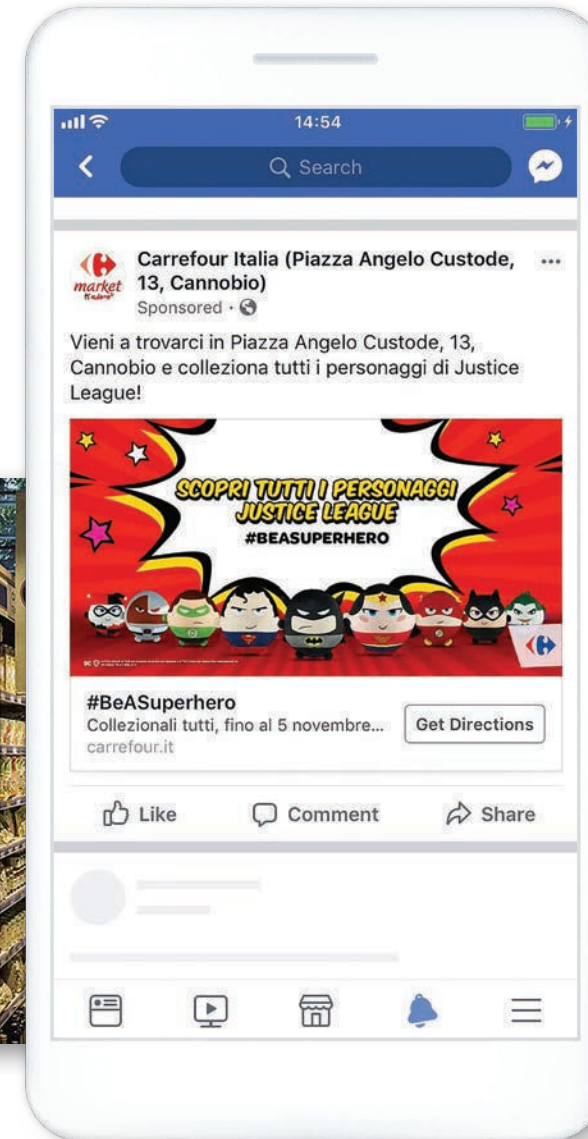 14:54
Search
Carrefour Italia (Piazza Angelo Custode,
13, Cannobio)
market
Sponsored
Vieni a trovarci in Piazza Angelo Custode, 13,
Cannobio e colleziona tutti i personaggi di Justice
League!
SCOPRI TUTTI I PERSONAGGI
JUSTICE LEAGUE
#BEASUPERHERO
#BeASuperhero
Collezionali tutti, fino al 5 novembre...
Get Directions
carrefour.it
Like
Comment
Share